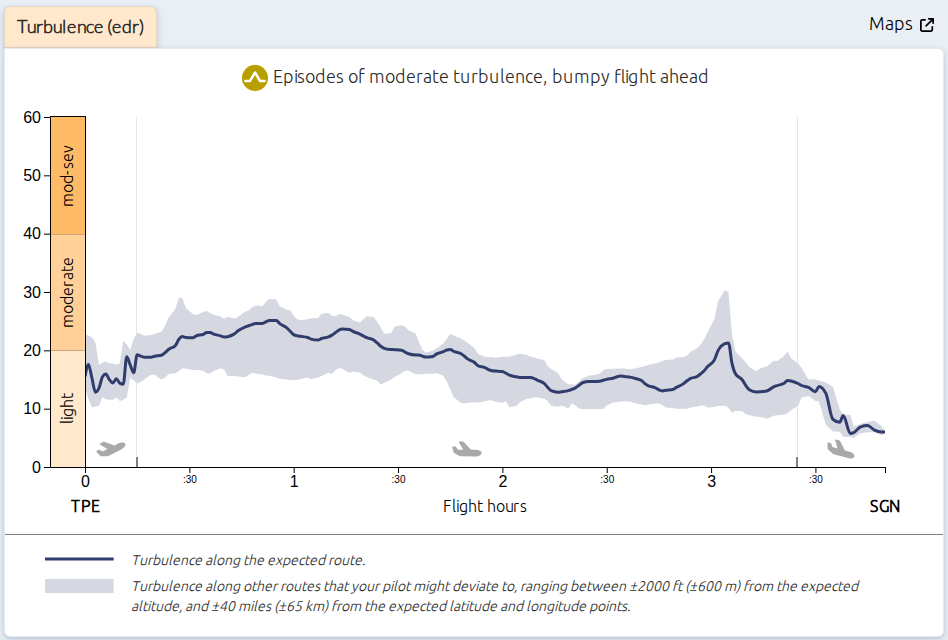 Turbulence (edr)
Maps
Episodes of moderate turbulence, bumpy flight ahead
60
50
40
30
20
10
0
mod-sev
moderate
light
0 :30 1 :30 2 :30 3 :30
TPE Flight hours SGN
Turbulence along the expected route.
Turbulence along other routes that your pilot might deviate to, ranging between ±2000 ft (±600 m) from the expected
altitude, and ±40 miles (±65 km) from the expected latitude and longitude points.